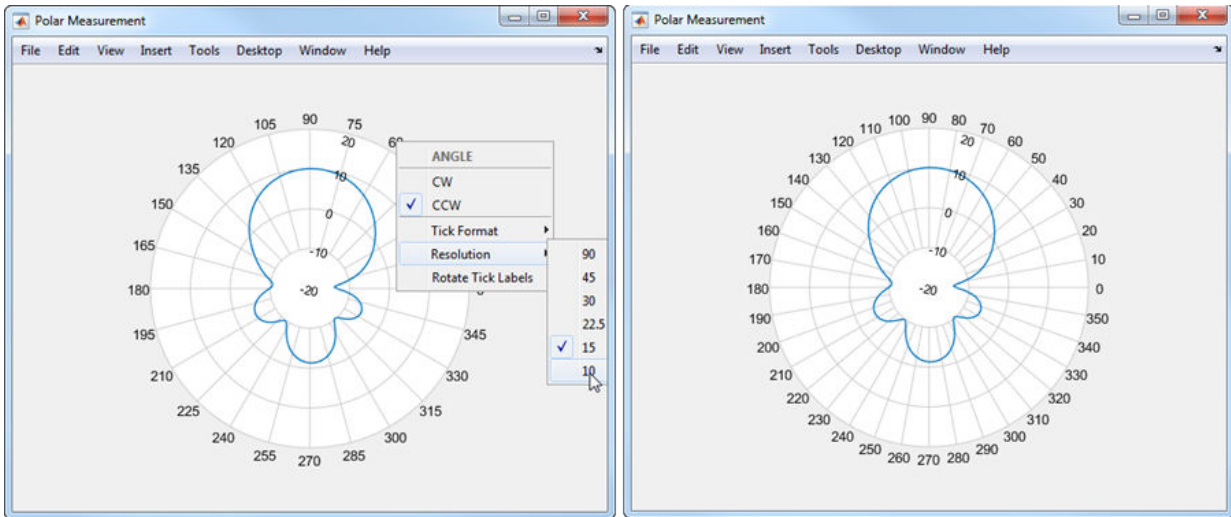 Polar Measurement
File Edit View Insert Tools Desktop Window Help
105 90 75
120 20 60
135
10
150
0
165
-10
180 -20 0
195 345
210 330
225 315
240 300
255 270 285
ANGLE
CW
CCW
Tick Format
Resolution
Rotate Tick Labels
90
45
30
22.5
15
10
Polar Measurement
File Edit View Insert Tools Desktop Window Help
110 100 90 80 70
120 20 60
130 50
140 10 40
150 30
160 0 20
170 -10 10
180 -20 0
190 350
200 340
210 330
220 320
230 310
240 300
250 260 270 280 290